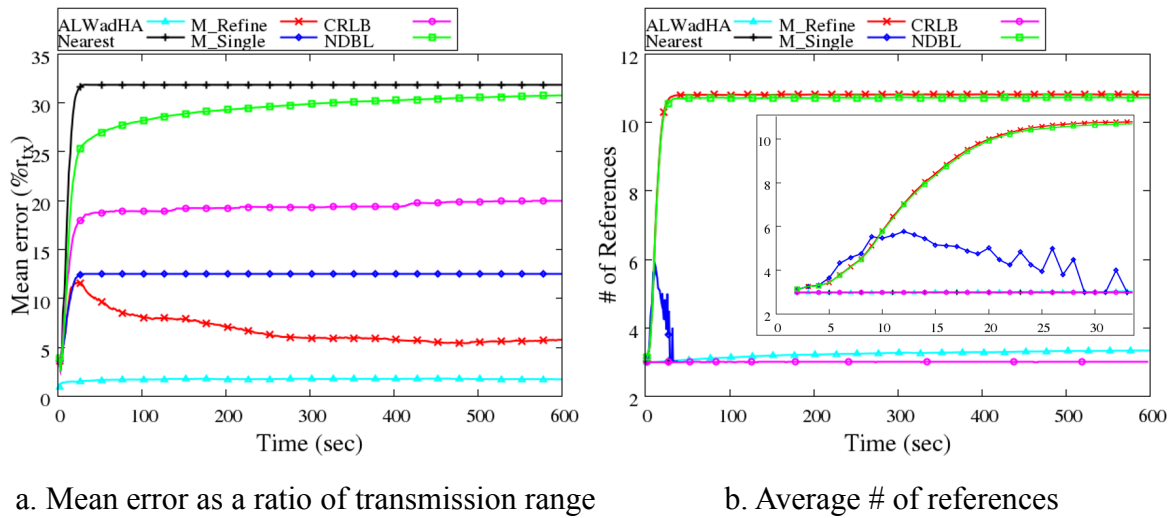 ALWadHA M_Refine CRLB
Nearest M_Single NDBL
35
30
25
20
15
10
5
0
Mean error (%r_tx)
0 100 200 300 400 500 600
Time (sec)
a. Mean error as a ratio of transmission range
ALWadHA M_Refine CRLB
Nearest M_Single NDBL
12
10
8
6
4
2
# of References
10
8
6
4
2
0 5 10 15 20 25 30
0 100 200 300 400 500 600
Time (sec)
b. Average # of references